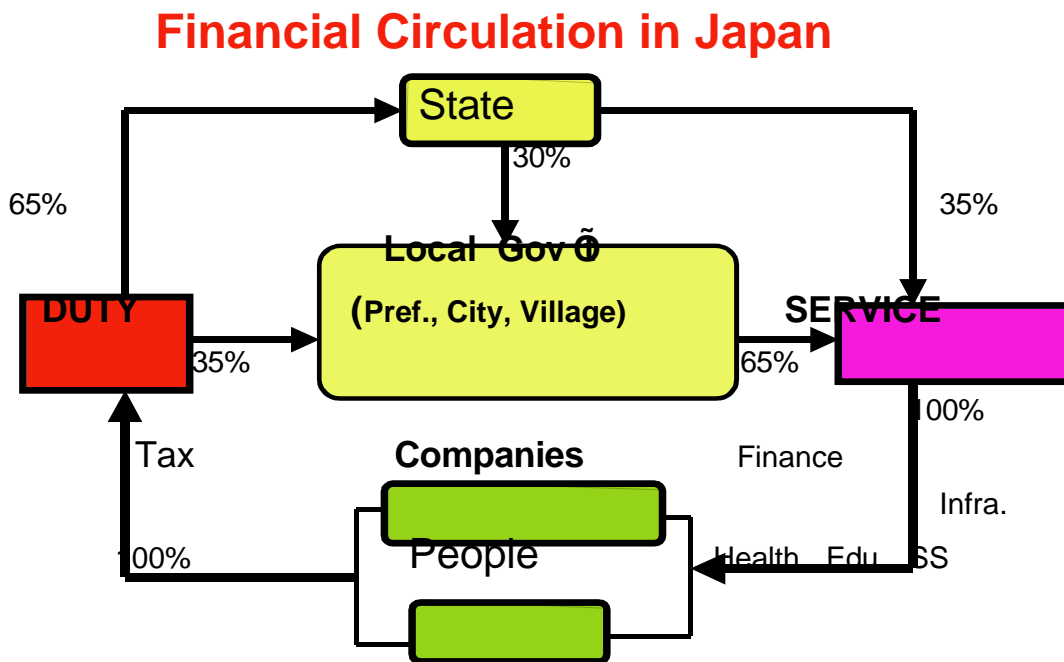 Financial Circulation in Japan
State
30%
65%
35%
Local Gov
(Pref., City, Village)
DUTY
SERVICE
35%
65%
100%
Tax
Companies
Finance
Infra.
100%
People
Health Edu SS